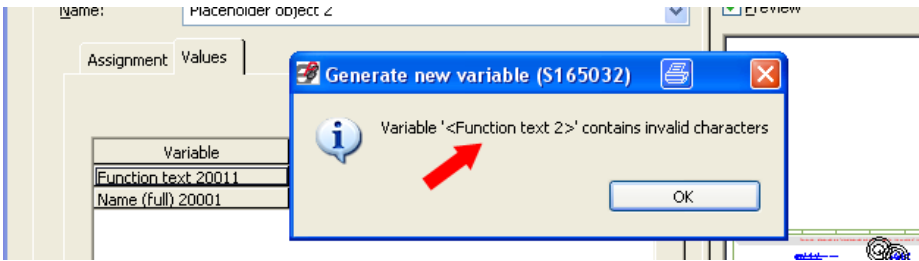 Name:
Placeholder object 2
Preview
Assignment
Values
Generate new variable (S165032)
Variable '<Function text 2>' contains invalid characters
Variable
Function text 20011
Name (full) 20001
OK